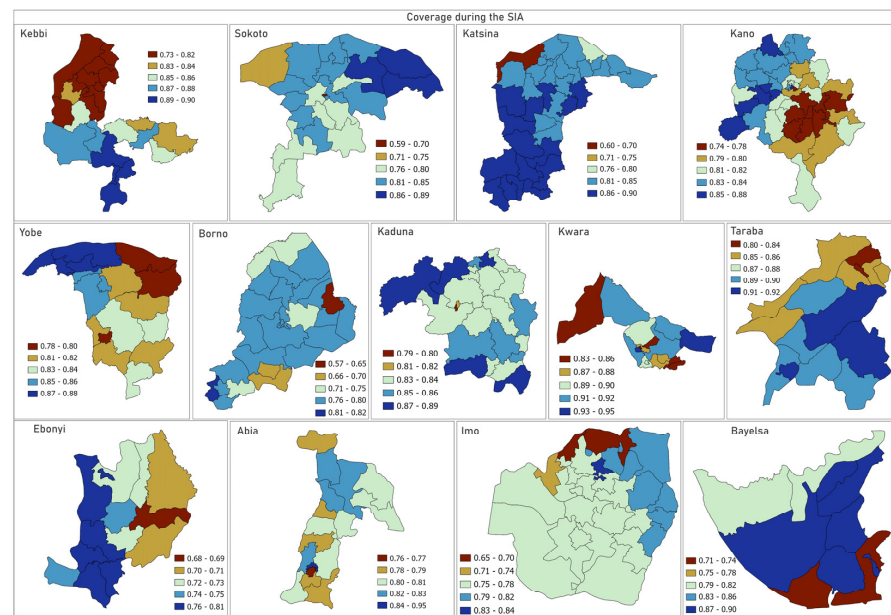 Coverage during the SIA
Kebbi
0.73 - 0.82
0.83 - 0.84
0.85 - 0.86
0.87 - 0.88
0.89 - 0.90
Sokoto
0.59 - 0.70
0.71 - 0.75
0.76 - 0.80
0.81 - 0.85
0.86 - 0.89
Katsina
0.60 - 0.70
0.71 - 0.75
0.76 - 0.80
0.81 - 0.85
0.86 - 0.90
Kano
0.74 - 0.78
0.79 - 0.80
0.81 - 0.82
0.83 - 0.84
0.85 - 0.88
Yobe
0.78 - 0.80
0.81 - 0.82
0.83 - 0.84
0.85 - 0.86
0.87 - 0.88
Borno
0.57 - 0.65
0.66 - 0.70
0.71 - 0.75
0.76 - 0.80
0.81 - 0.82
Kaduna
0.79 - 0.80
0.81 - 0.82
0.83 - 0.84
0.85 - 0.86
0.87 - 0.89
Kwara
0.83 - 0.86
0.87 - 0.88
0.89 - 0.90
0.91 - 0.92
0.93 - 0.95
Taraba
0.80 - 0.84
0.85 - 0.86
0.87 - 0.88
0.89 - 0.90
0.91 - 0.92
Ebonyi
0.68 - 0.69
0.70 - 0.71
0.72 - 0.73
0.74 - 0.75
0.76 - 0.81
Abia
0.76 - 0.77
0.78 - 0.79
0.80 - 0.81
0.82 - 0.83
0.84 - 0.95
Imo
0.65 - 0.70
0.71 - 0.74
0.75 - 0.78
0.79 - 0.82
0.83 - 0.84
Bayelsa
0.71 - 0.74
0.75 - 0.78
0.79 - 0.82
0.83 - 0.86
0.87 - 0.90